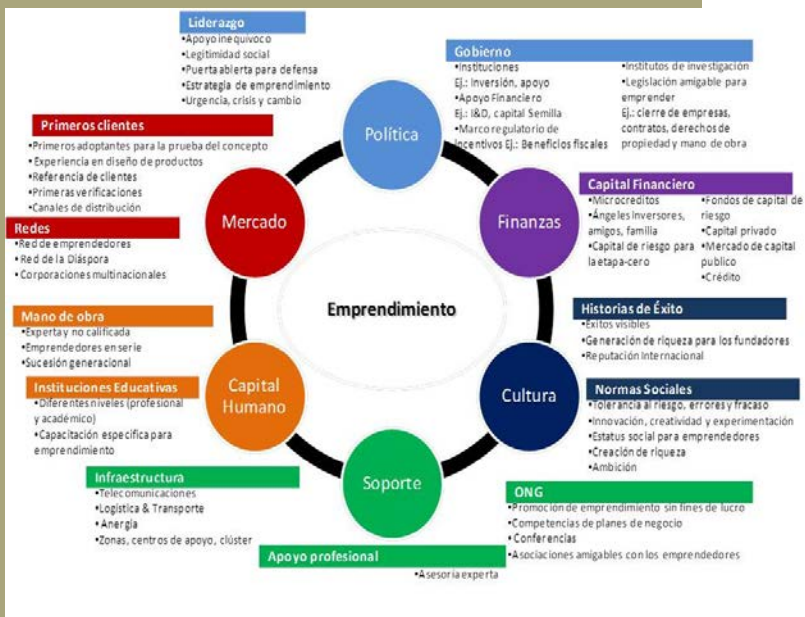 Liderazgo
•Apoyo inequívoco
•Legitimidad social
•Puerta abierta para defensa
•Estrategia de emprendimiento
•Urgencia, crisis y cambio
Gobierno
•Instituciones
Ej.: Inversión, apoyo
•Apoyo Financiero
Ej.: I&D, capital Semilla
•Marco regulatorio de
incentivos Ej.: Beneficios fiscales
•Institutos de investigación
•Legislación amigable para
emprender
Ej.: cierre de empresas,
contratos, derechos de
propiedad y mano de obra
Política
Primeros clientes
•Primeros adoptantes para la prueba del concepto
•Experiencia en diseño de productos
•Referencia de clientes
•Primeras verificaciones
•Canales de distribución
Mercado
Finanzas
Capital Financiero
•Microcreditos
•Ángeles Inversores,
amigos, familia
•Capital de riesgo para
la etapa-cero
•Fondos de capital de
riesgo
•Capital privado
•Mercado de capital
publico
•Crédito
Redes
•Red de emprendedores
•Red de la Diáspora
•Corporaciones multinacionales
Emprendimiento
Historias de Éxito
•Exitos visibles
•Generación de riqueza para los fundadores
•Reputación Internacional
Mano de obra
•Experta y no calificada
•Emprendedores en serie
•Sucesión generacional
Capital
Humano
Cultura
Instituciones Educativas
•Diferentes niveles (profesional
y académico)
•Capacitación especifica para
emprendimiento
Normas Sociales
•Tolerancia al riesgo, errores y fracaso
•Innovación, creatividad y experimentación
•Estatus social para emprendedores
•Creación de riqueza
•Ambición
Infraestructura
•Telecomunicaciones
•Logística & Transporte
•Anergía
•Zonas, centros de apoyo, clúster
Soporte
ONG
•Promoción de emprendimiento sin fines de lucro
•Competencias de planes de negocio
•Conferencias
•Asociaciones amigables con los emprendedores
Apoyo profesional
•Asesoría experta